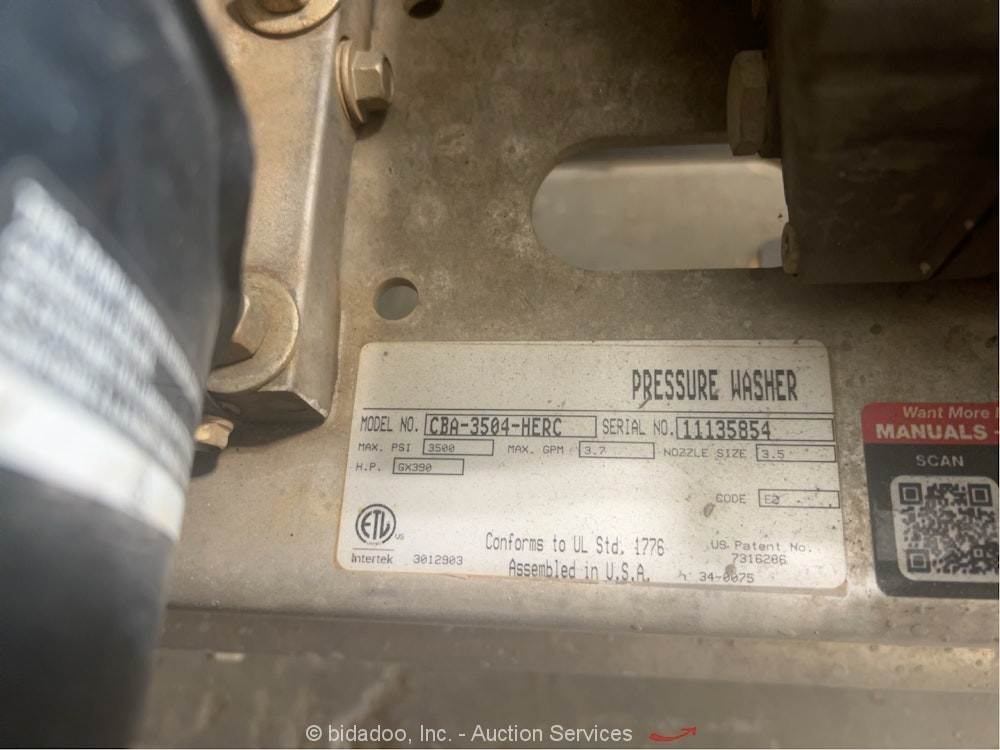 PRESSURE WASHER
MODEL NO. CBA-3504-HERC SERIAL NO. 11135854
MAX. PSI 3500 MAX. GPM 3.7 NOZZLE SIZE 3.5
H.P. GX390
CODE E2
ETL US
Intertek 3012903
Conforms to UL Std. 1776
Assembled in U.S.A.
US Patent No.
7316286
34-0075
Want More
MANUALS -
SCAN
© bidadoo, Inc. - Auction Services